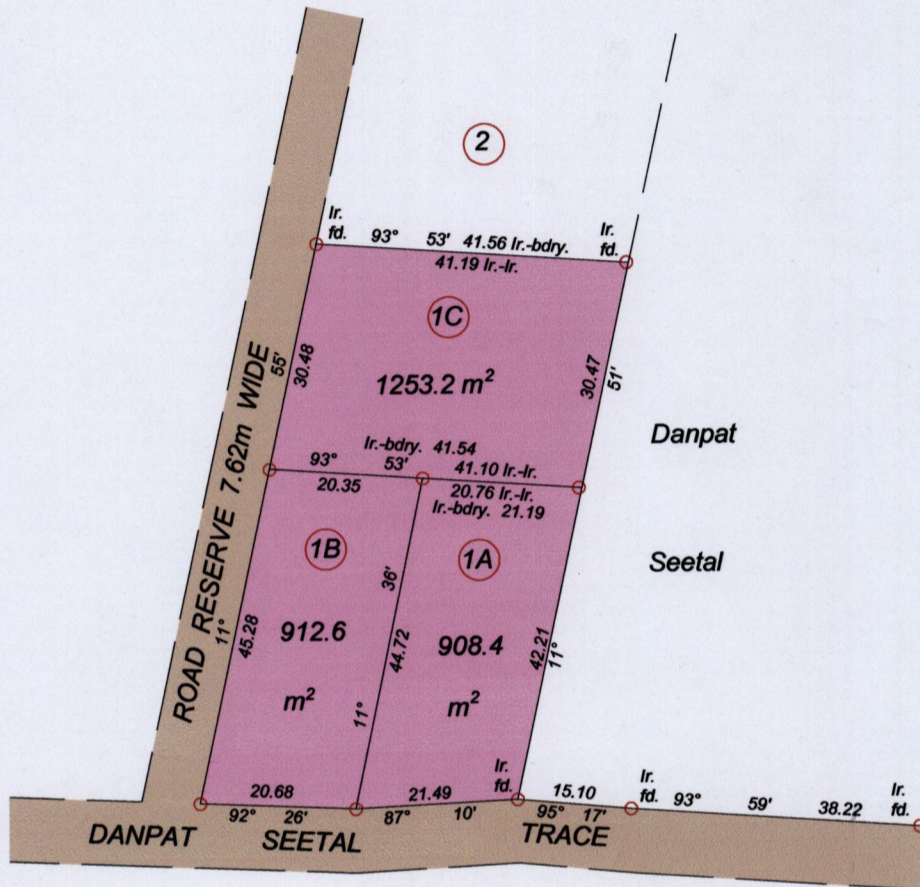 2
Ir.
fd.
93° 53' 41.56 Ir.-bdry.
Ir.
fd.
41.19 Ir.-Ir.
1C
1253.2 m²
55'
30.48
30.47
51'
ROAD RESERVE 7.62m WIDE
11°
Danpat
Seetal
Ir.-bdry. 41.54
93° 53' 41.10 Ir.-Ir.
20.35
20.76 Ir.-Ir.
Ir.-bdry. 21.19
1B
1A
36'
912.6
m²
908.4
m²
45.28
44.72
11°
42.21
11°
Ir.
fd.
20.68
21.49
15.10
Ir.
fd.
92° 26'
87° 10'
95° 17'
93° 59' 38.22
Ir.
fd.
DANPAT SEETAL TRACE